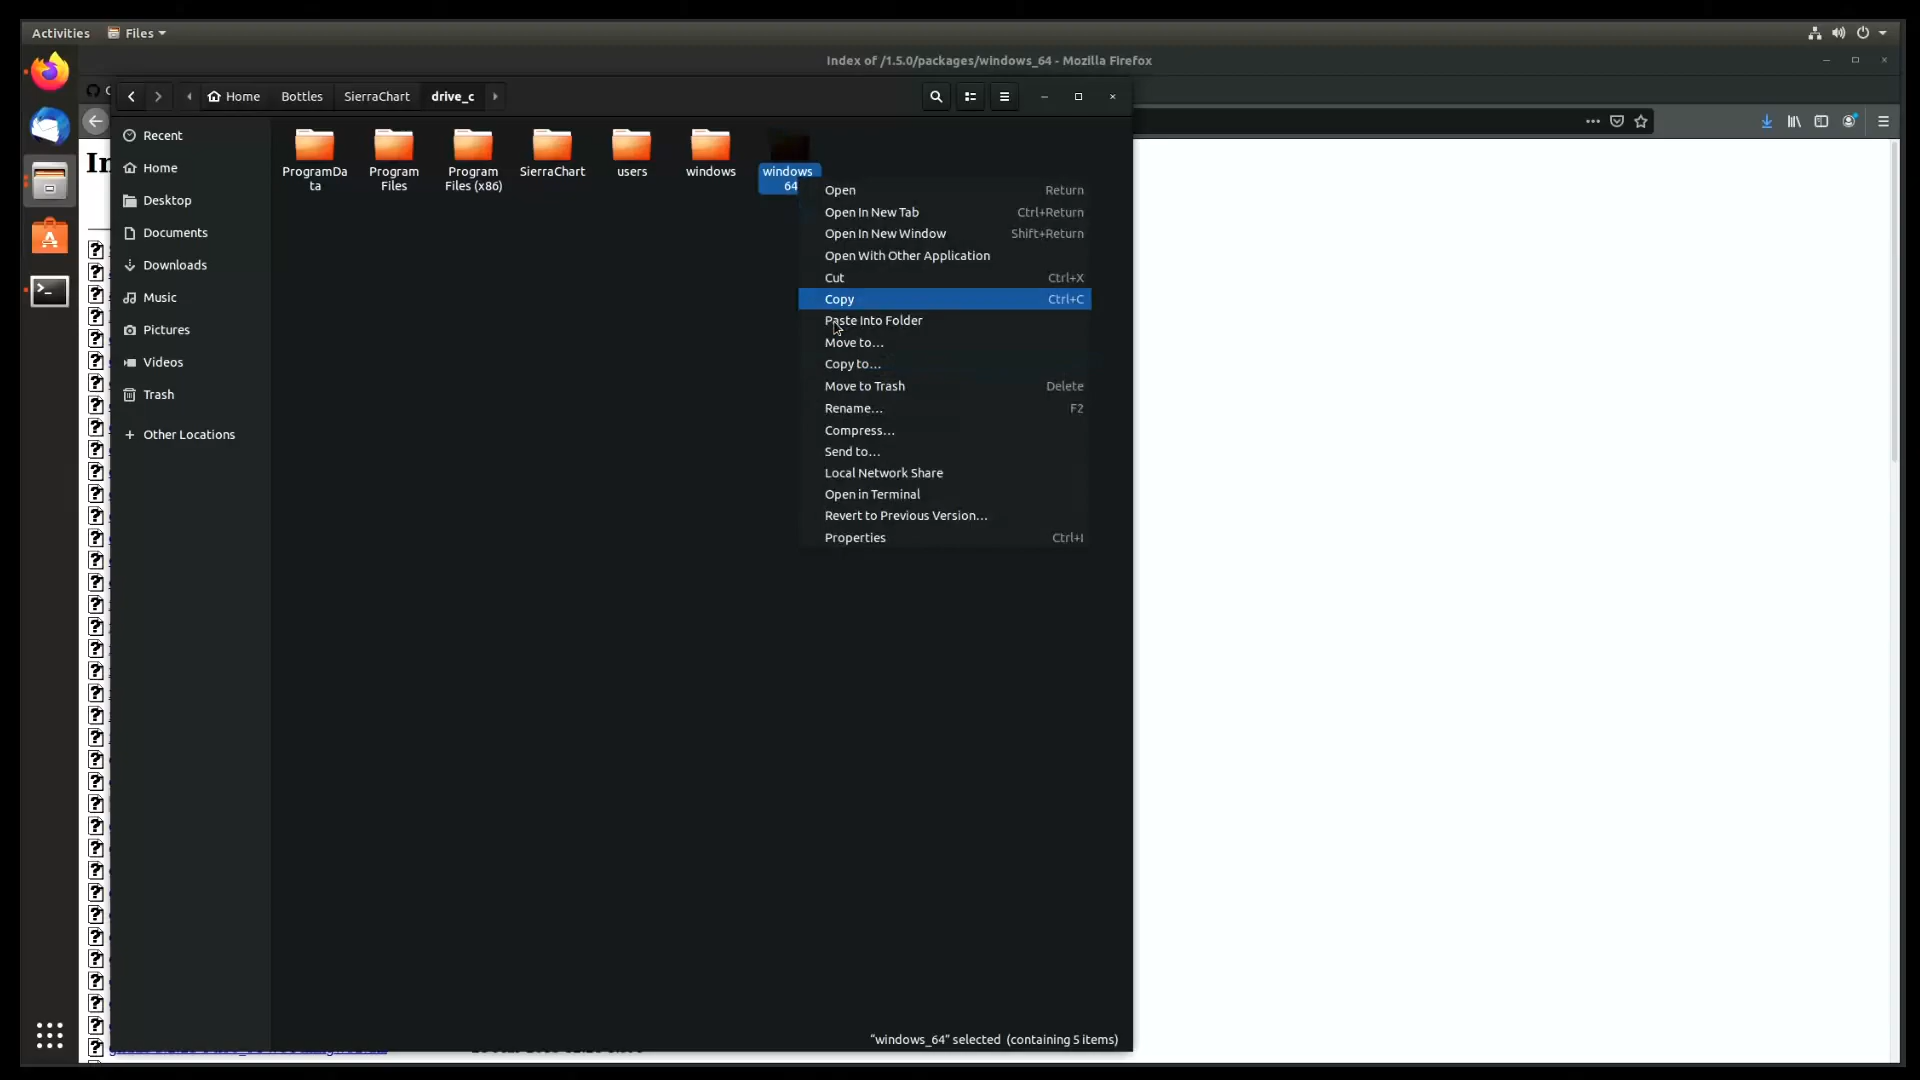 Activities
Files
Index of /1.5.0/packages/windows_64 - Mozilla Firefox
Home
Bottles
SierraChart
drive_c
Recent
Home
Desktop
Documents
Downloads
Music
Pictures
Videos
Trash
Other Locations
ProgramDa
ta
Program
Files
Program
Files (x86)
SierraChart
users
windows
windows_
64
Open Return
Open In New Tab Ctrl+Return
Open In New Window Shift+Return
Open With Other Application
Cut Ctrl+X
Copy Ctrl+C
Paste Into Folder
Move to…
Copy to…
Move to Trash Delete
Rename… F2
Compress…
Send to…
Local Network Share
Open in Terminal
Revert to Previous Version…
Properties Ctrl+I
"windows_64" selected (containing 5 items)